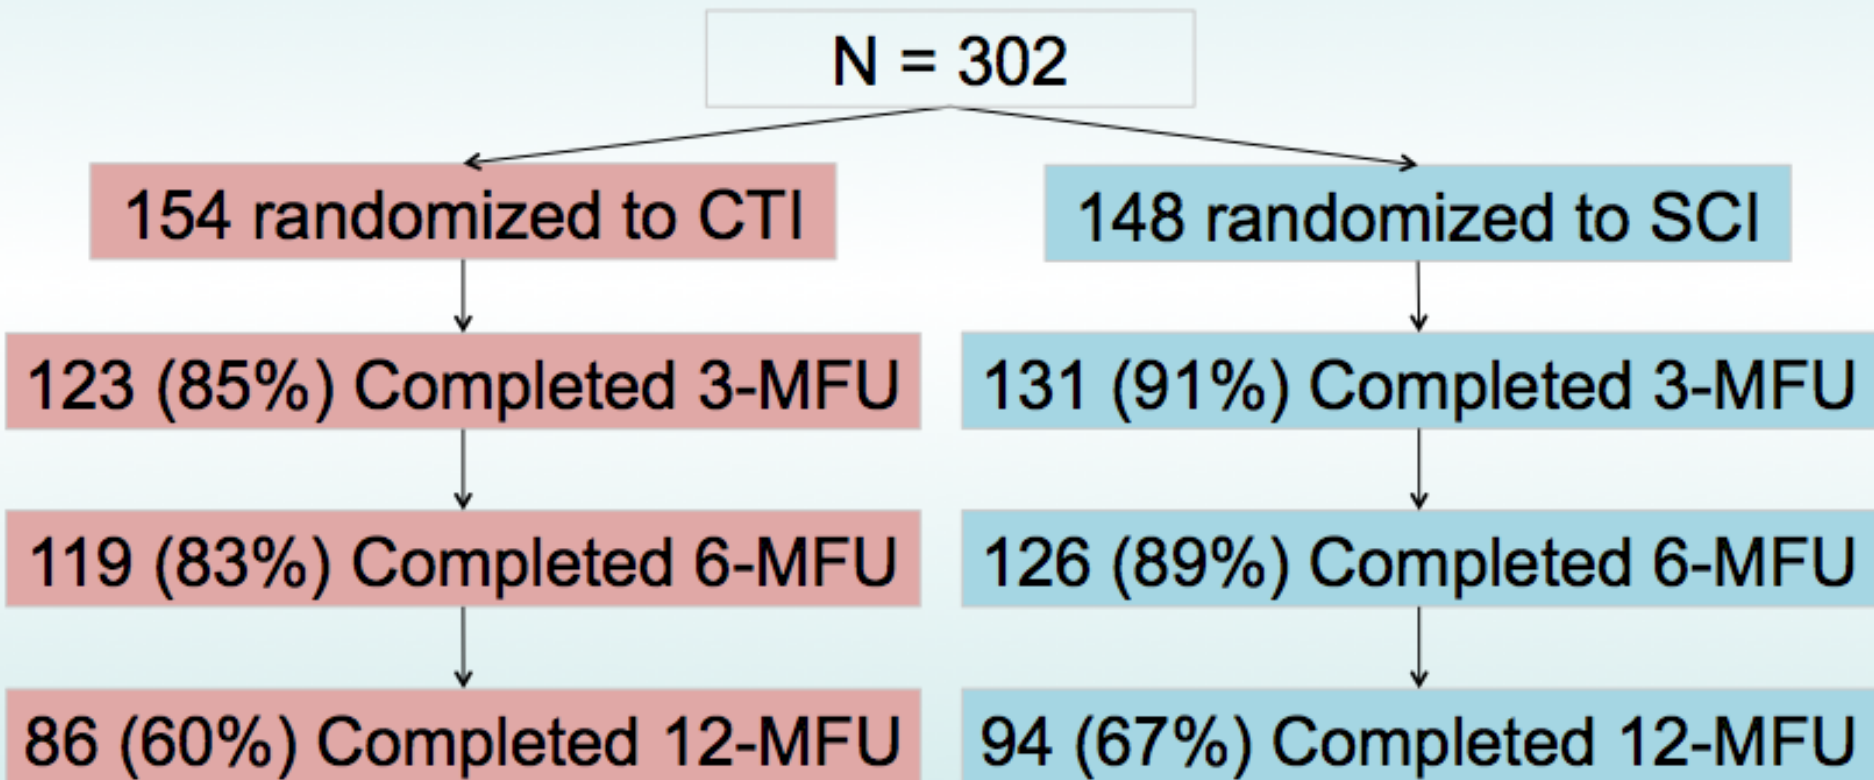 N = 302
154 randomized to CTI
148 randomized to SCI
123 (85%) Completed 3-MFU
131 (91%) Completed 3-MFU
119 (83%) Completed 6-MFU
126 (89%) Completed 6-MFU
86 (60%) Completed 12-MFU
94 (67%) Completed 12-MFU